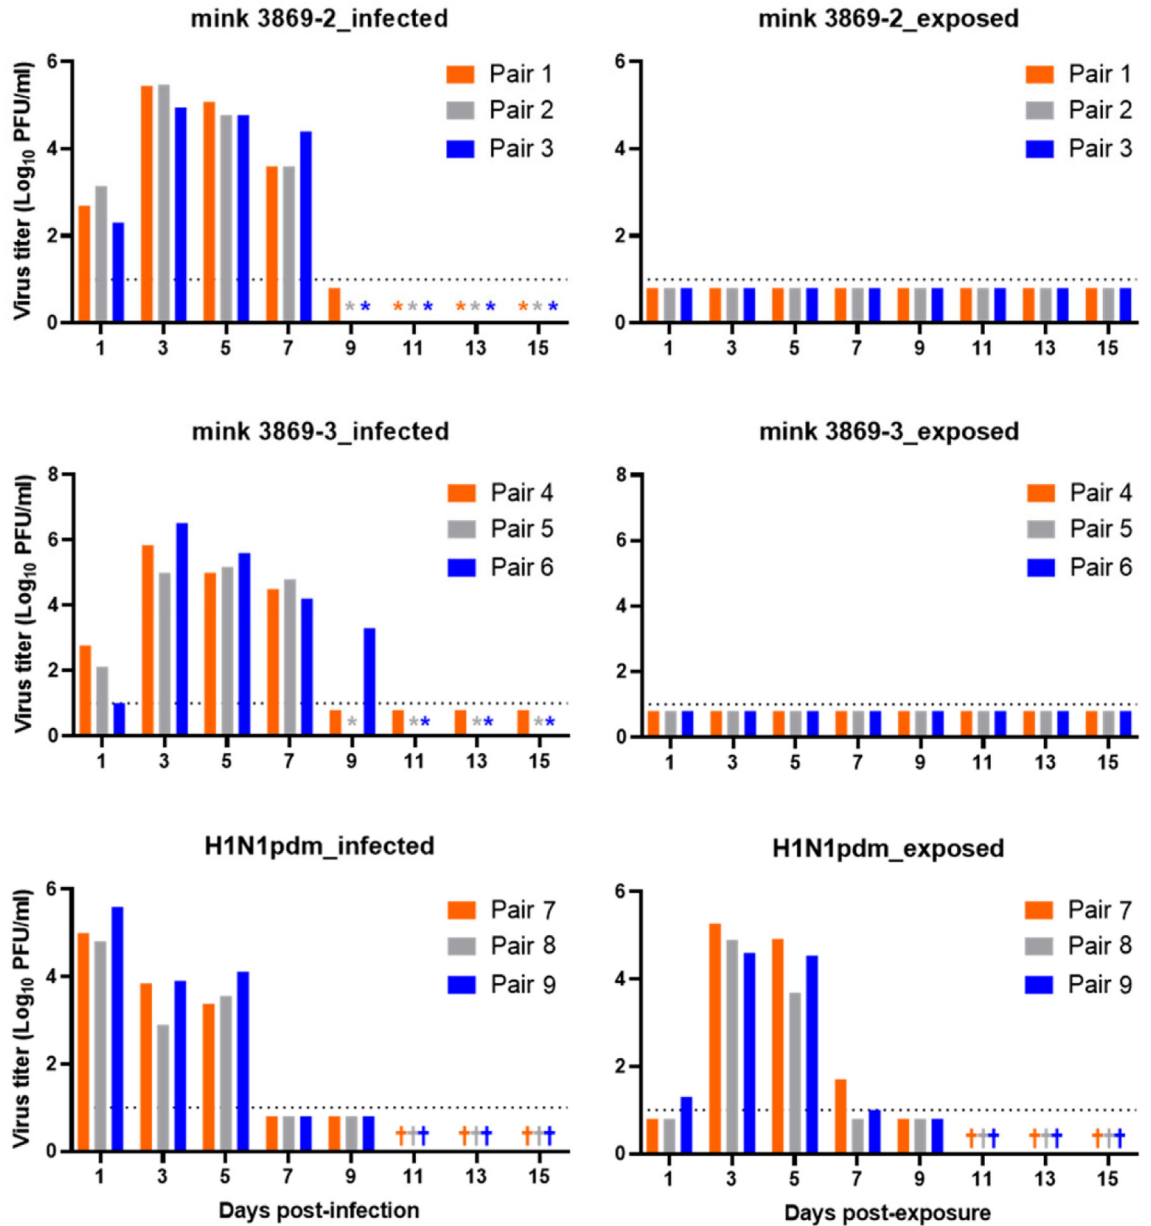 mink 3869-2_infected
Virus titer (Log₁₀ PFU/ml)
6
4
2
0
Pair 1
Pair 2
Pair 3
* * * * * * * * * * *
1 3 5 7 9 11 13 15
mink 3869-2_exposed
6
4
2
0
Pair 1
Pair 2
Pair 3
1 3 5 7 9 11 13 15
mink 3869-3_infected
Virus titer (Log₁₀ PFU/ml)
8
6
4
2
0
Pair 4
Pair 5
Pair 6
* * * * * * *
1 3 5 7 9 11 13 15
mink 3869-3_exposed
8
6
4
2
0
Pair 4
Pair 5
Pair 6
1 3 5 7 9 11 13 15
H1N1pdm_infected
Virus titer (Log₁₀ PFU/ml)
6
4
2
0
Pair 7
Pair 8
Pair 9
† † † † † † † † †
1 3 5 7 9 11 13 15
Days post-infection
H1N1pdm_exposed
6
4
2
0
Pair 7
Pair 8
Pair 9
† † † † † † † † †
1 3 5 7 9 11 13 15
Days post-exposure